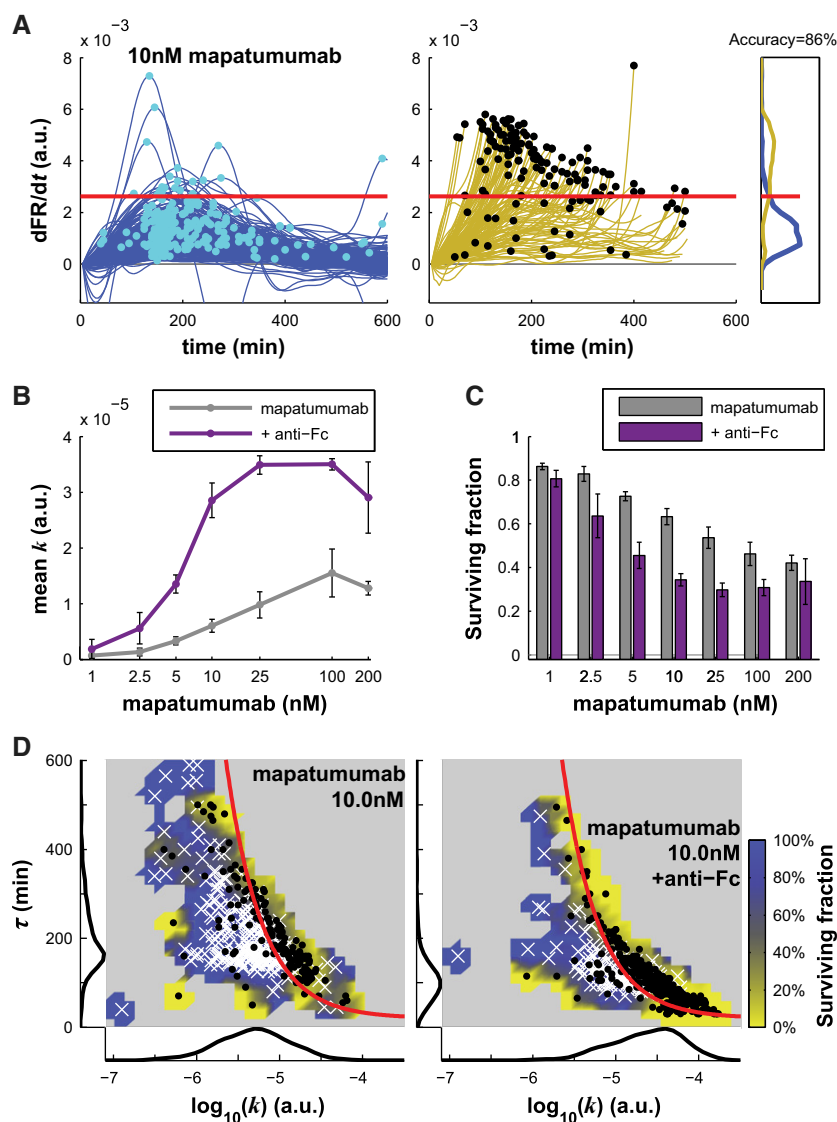 A
× 10⁻³
10nM mapatumumab
8
6
4
2
0
dFR/dt (a.u.)
0 200 400 600
time (min)
× 10⁻³
8
6
4
2
0
0 200 400 600
time (min)
Accuracy=86%
B
× 10⁻⁵
mapatumumab
+ anti−Fc
4
3
2
1
0
mean k (a.u.)
1 2.5 5 10 25 100 200
mapatumumab (nM)
C
mapatumumab
+ anti−Fc
1
0.8
0.6
0.4
0.2
0
Surviving fraction
1 2.5 5 10 25 100 200
mapatumumab (nM)
D
600
500
400
300
200
100
0
τ (min)
mapatumumab
10.0nM
−7 −6 −5 −4
log₁₀(k) (a.u.)
mapatumumab
10.0nM
+anti−Fc
−7 −6 −5 −4
log₁₀(k) (a.u.)
100%
80%
60%
40%
20%
0%
Surviving fraction